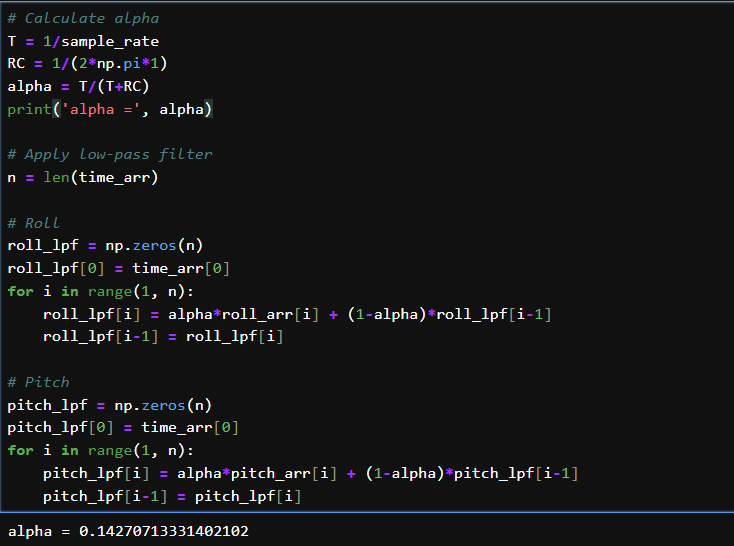 # Calculate alpha
T = 1/sample_rate
RC = 1/(2*np.pi*1)
alpha = T/(T+RC)
print('alpha =', alpha)
# Apply low-pass filter
n = len(time_arr)
# Roll
roll_lpf = np.zeros(n)
roll_lpf[0] = time_arr[0]
for i in range(1, n):
    roll_lpf[i] = alpha*roll_arr[i] + (1-alpha)*roll_lpf[i-1]
    roll_lpf[i-1] = roll_lpf[i]
# Pitch
pitch_lpf = np.zeros(n)
pitch_lpf[0] = time_arr[0]
for i in range(1, n):
    pitch_lpf[i] = alpha*pitch_arr[i] + (1-alpha)*pitch_lpf[i-1]
    pitch_lpf[i-1] = pitch_lpf[i]
alpha = 0.14270713331402102